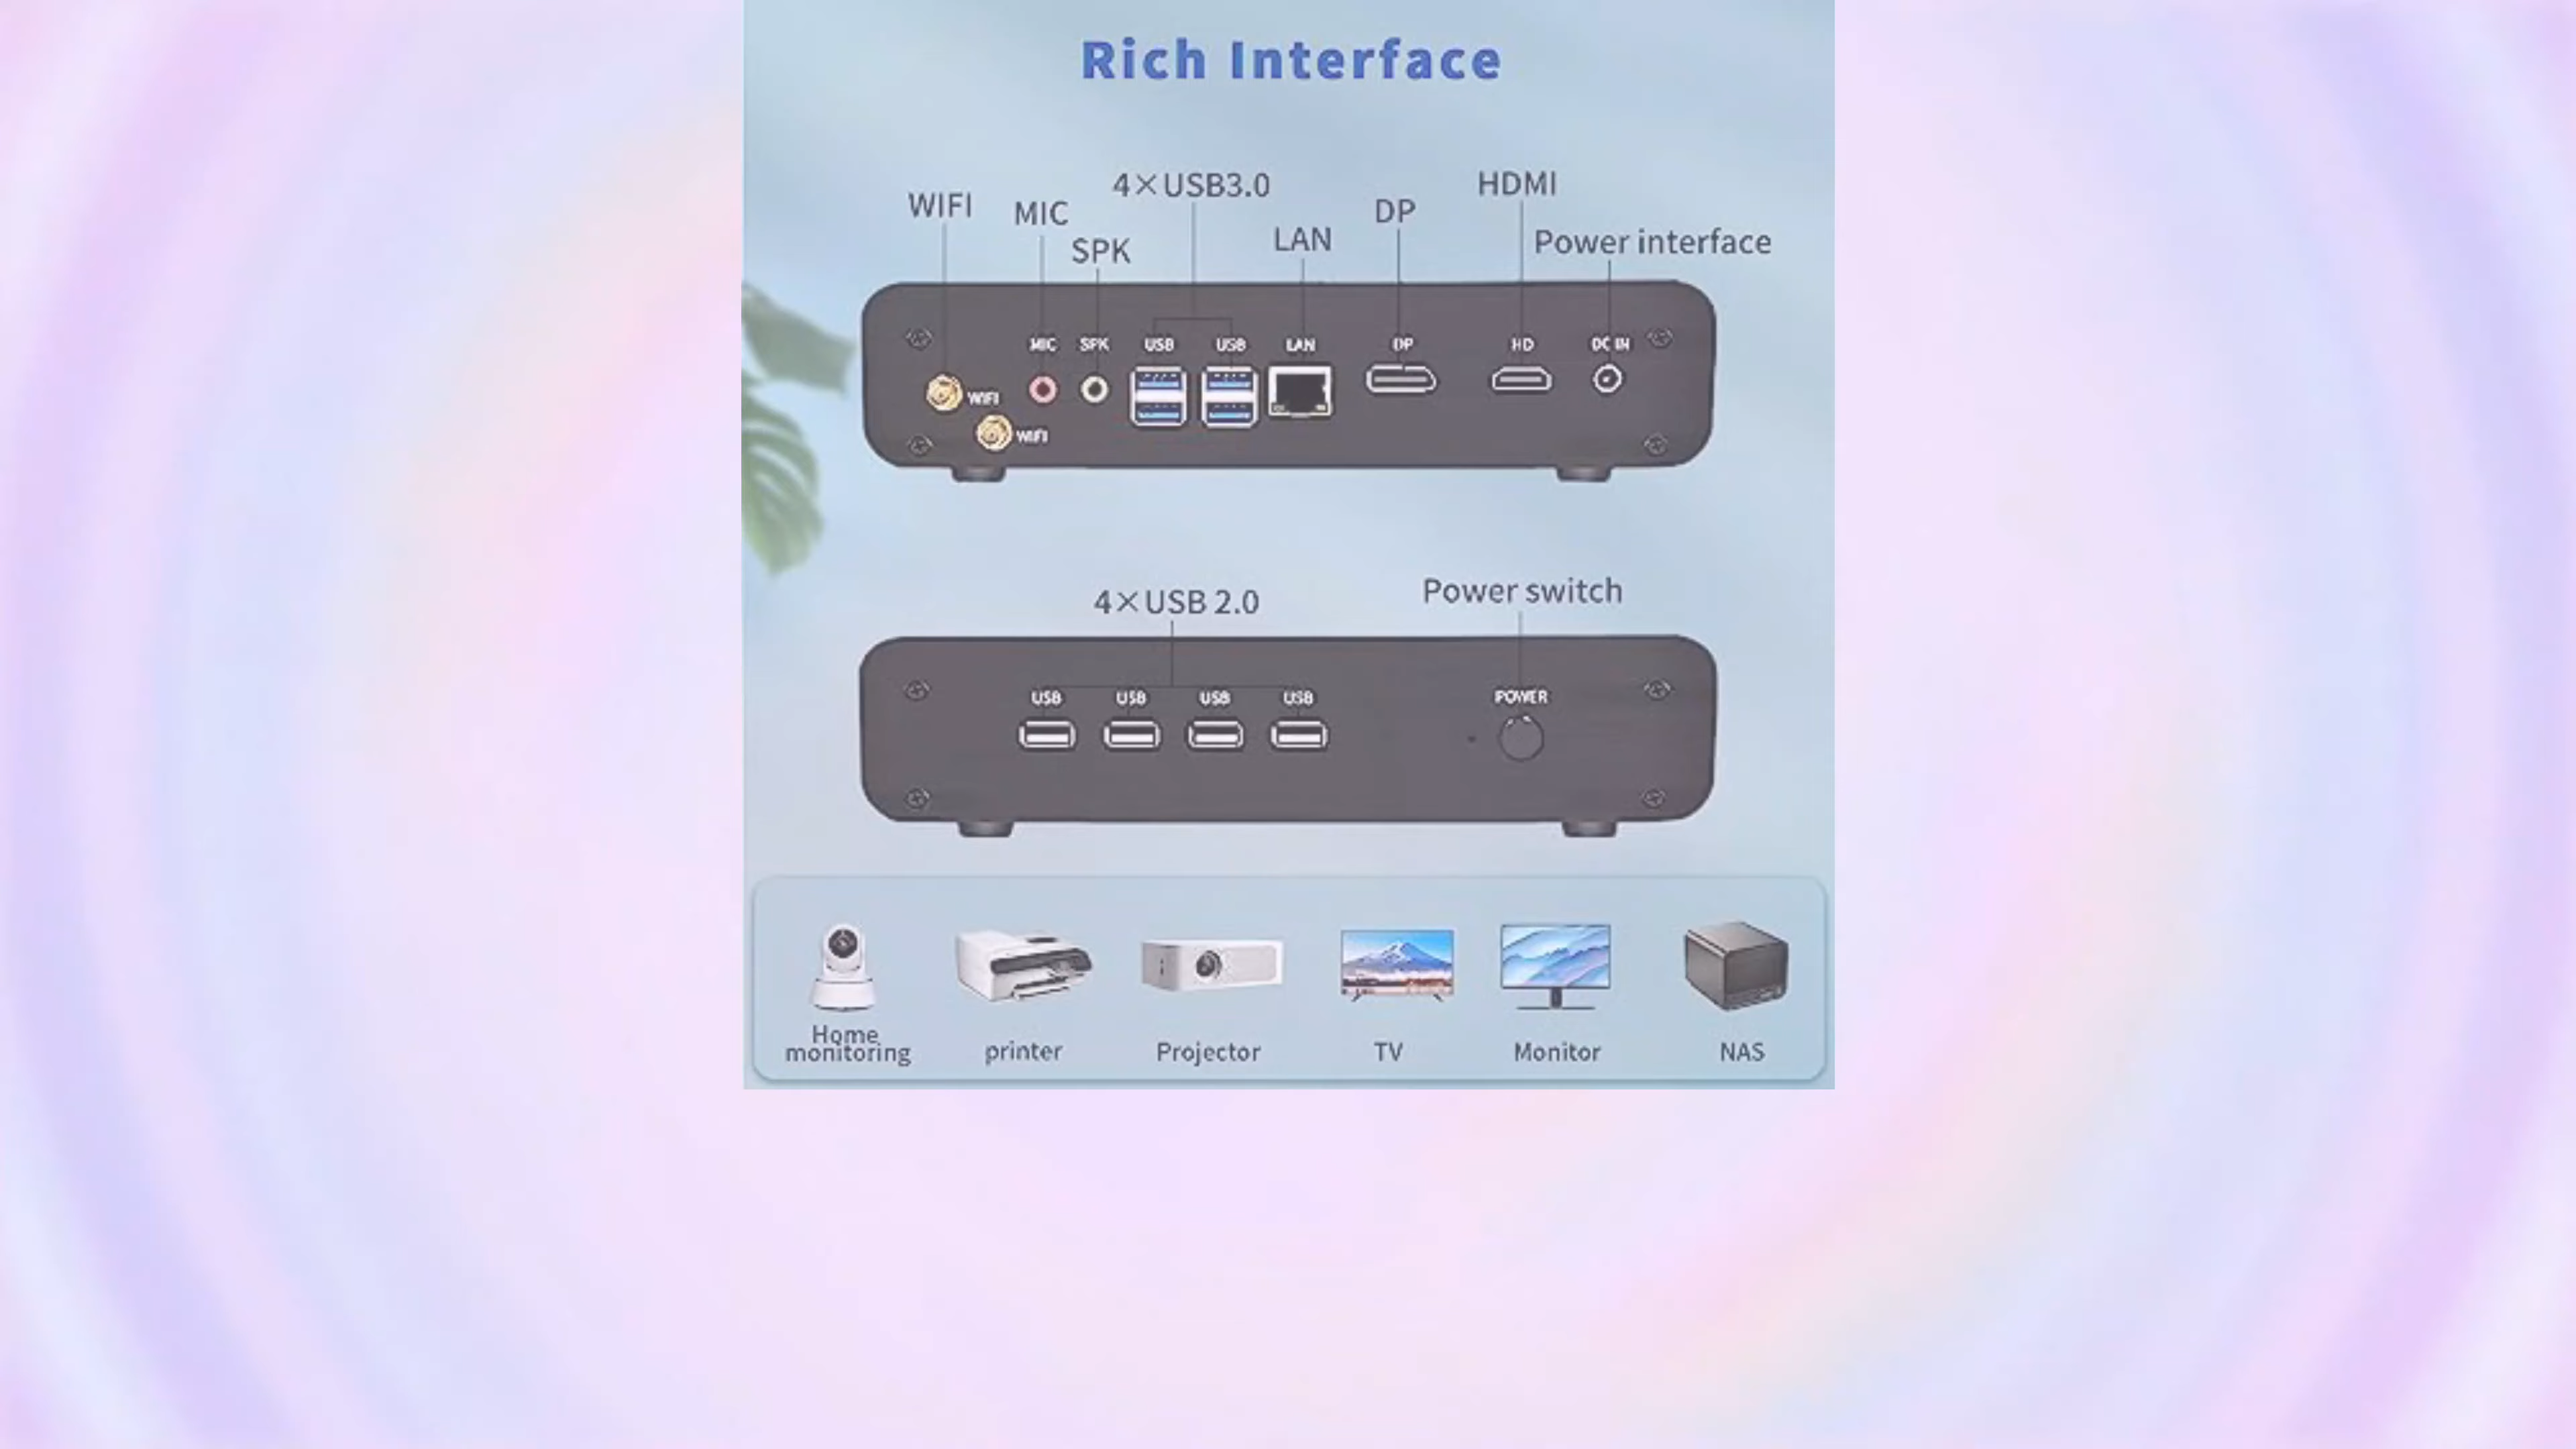 Rich Interface
4×USB3.0
HDMI
WIFI
MIC
DP
SPK
LAN
Power interface
MIC
SPK
USB
USB
LAN
DP
HD
DC IN
WIFI
WIFI
4×USB 2.0
Power switch
USB
USB
USB
USB
POWER
Home
monitoring
printer
Projector
TV
Monitor
NAS